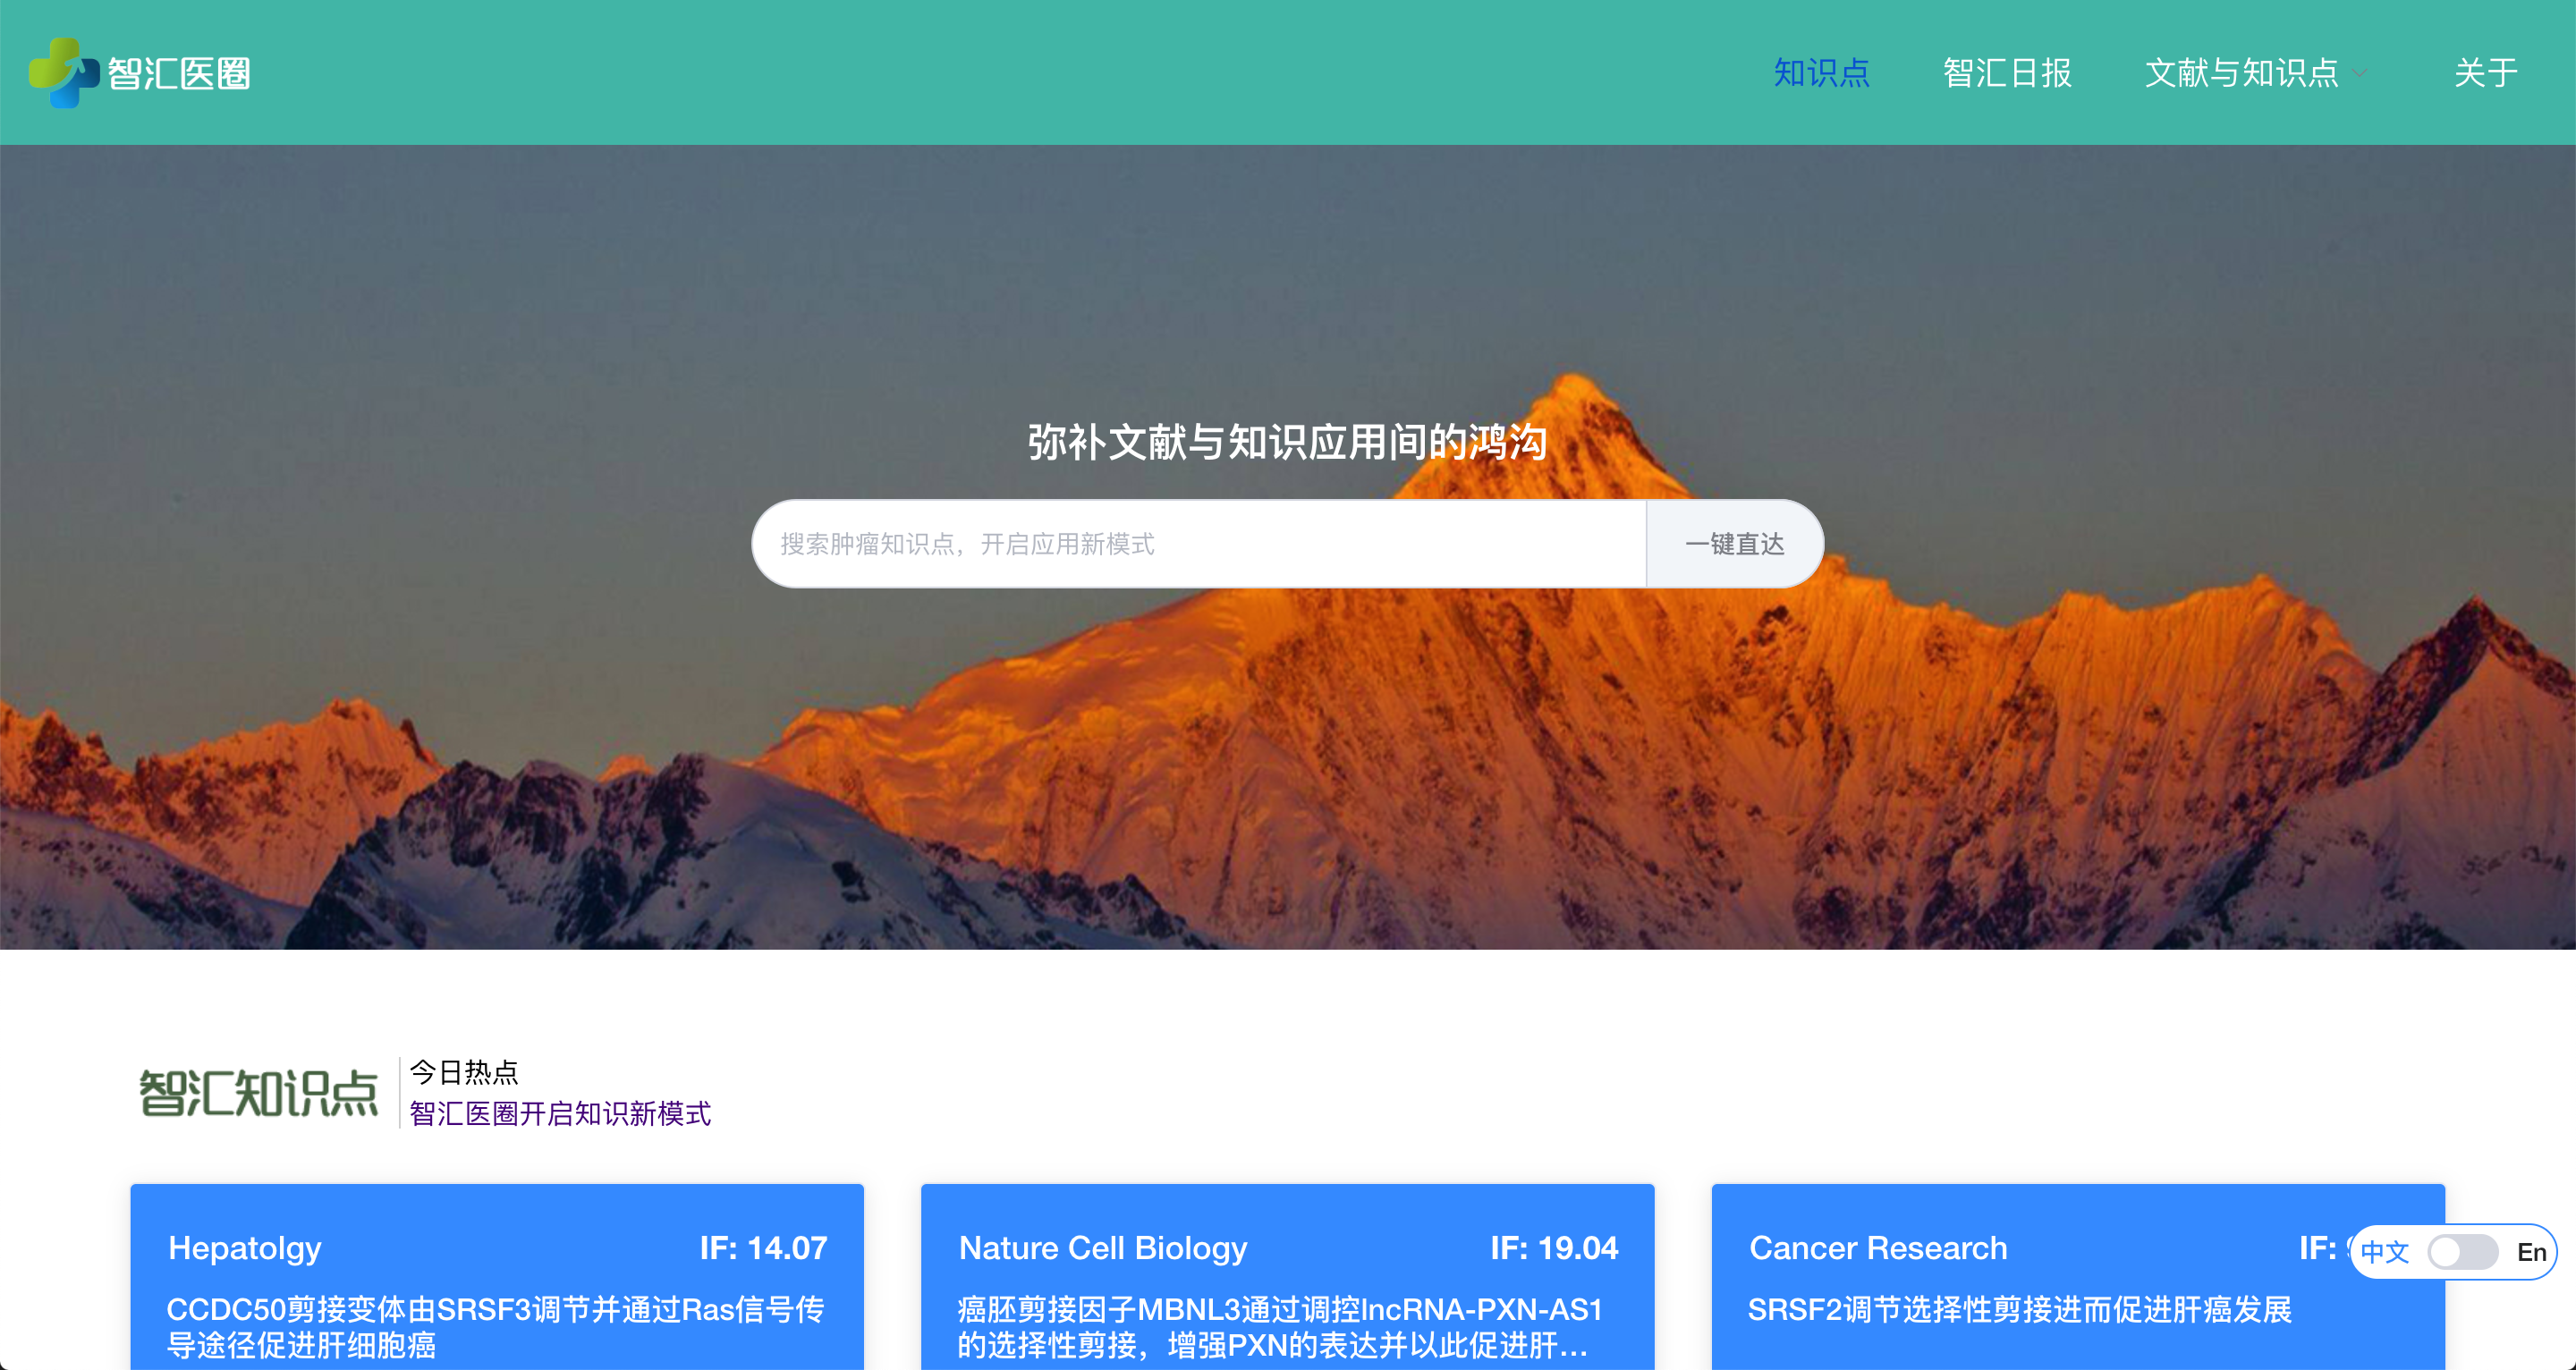 智汇医圈
知识点
智汇日报
文献与知识点
关于
弥补文献与知识应用间的鸿沟
搜索肿瘤知识点，开启应用新模式
一键直达
智汇知识点
今日热点
智汇医圈开启知识新模式
Hepatolgy
IF: 14.07
CCDC50剪接变体由SRSF3调节并通过Ras信号传
导途径促进肝细胞癌
Nature Cell Biology
IF: 19.04
癌胚剪接因子MBNL3通过调控lncRNA-PXN-AS1
的选择性剪接，增强PXN的表达并以此促进肝...
Cancer Research
IF:
SRSF2调节选择性剪接进而促进肝癌发展
中文
En